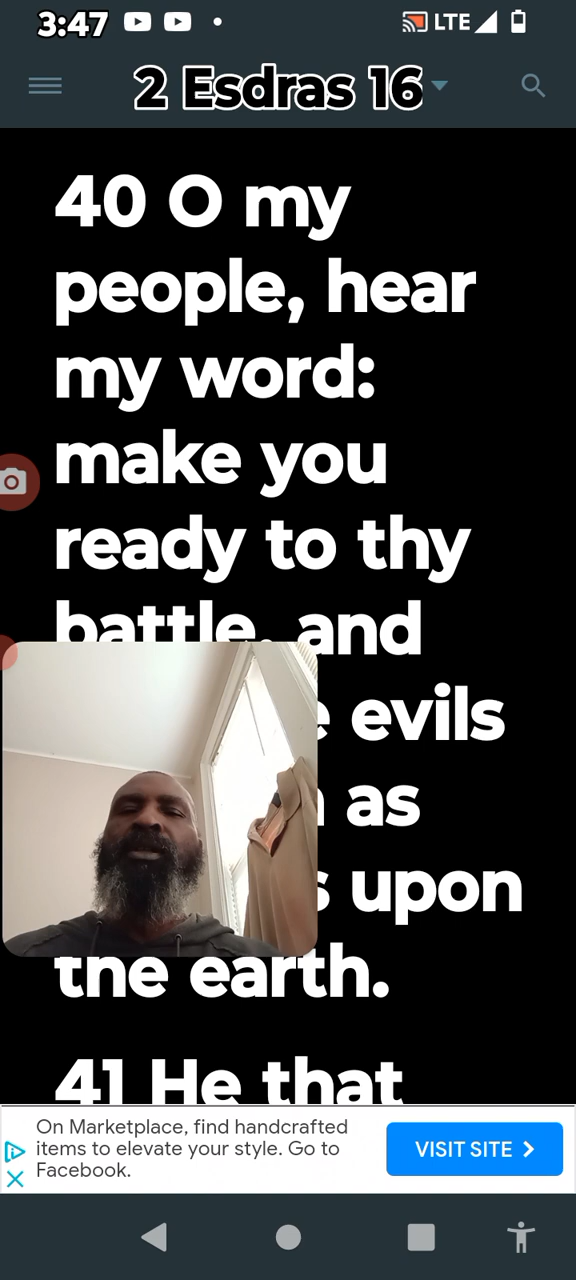 3:47
LTE
2 Esdras 16
40 O my
people, hear
my word:
make you
ready to thy
battle, and
evils
as
upon
the earth.
41 He that
On Marketplace, find handcrafted
items to elevate your style. Go to
Facebook.
VISIT SITE